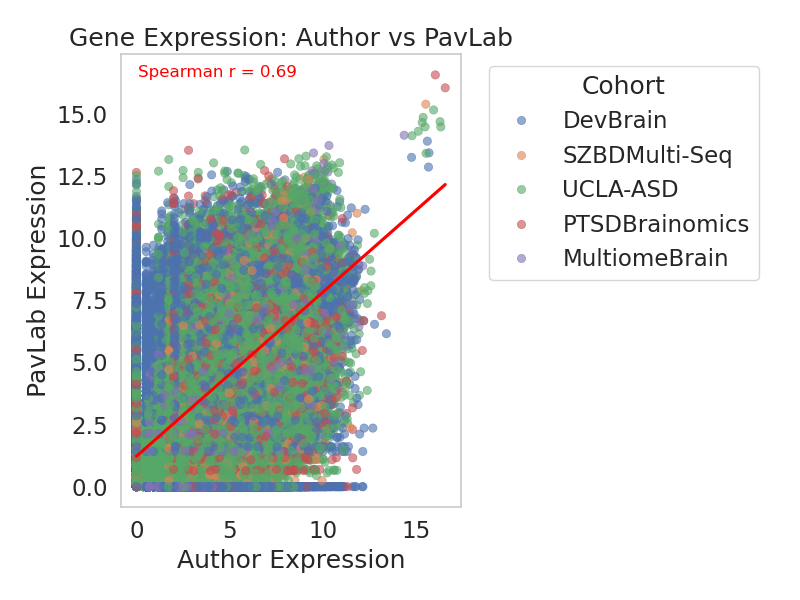 Gene Expression: Author vs PavLab
Spearman r = 0.69
PavLab Expression
15.0
12.5
10.0
7.5
5.0
2.5
0.0
0 5 10 15
Author Expression
Cohort
DevBrain
SZBDMulti-Seq
UCLA-ASD
PTSDBrainomics
MultiomeBrain